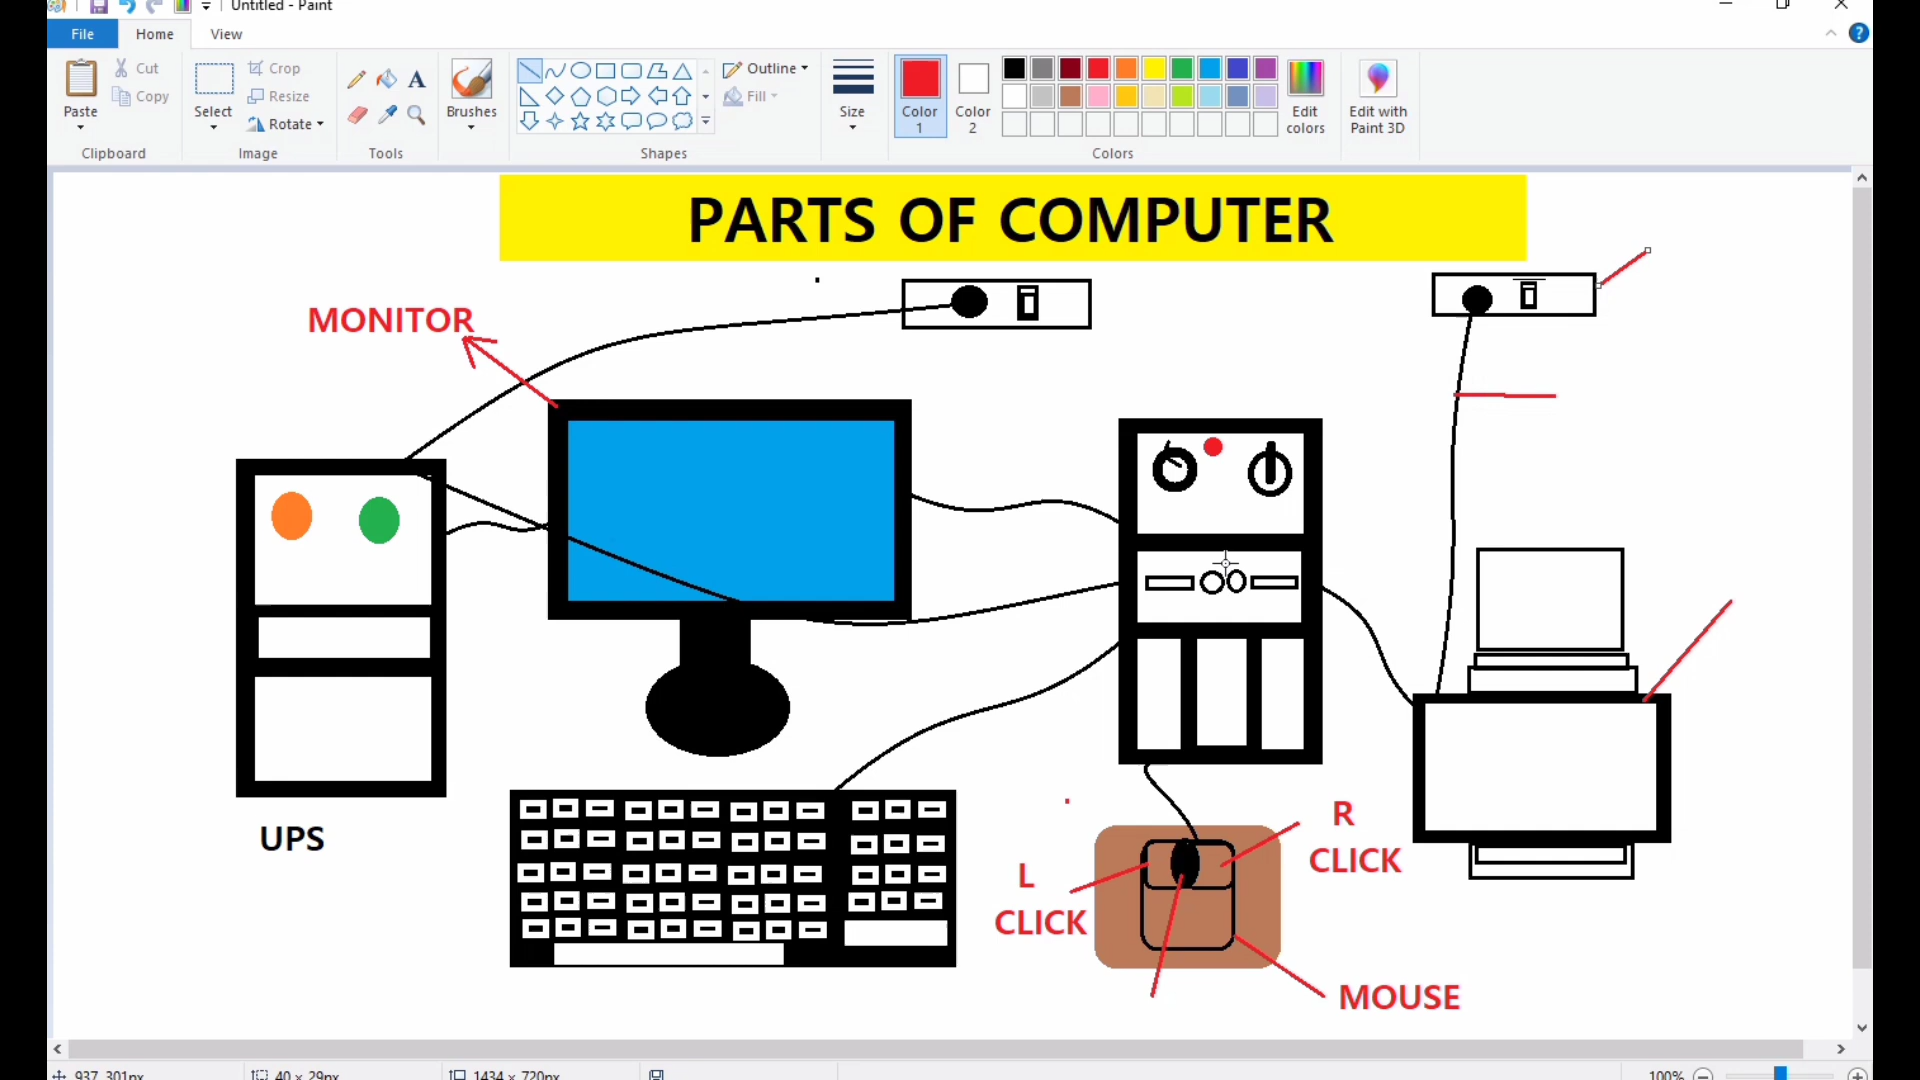 Untitled - Paint
File Home View
Cut
Copy
Paste
Clipboard
Crop
Resize
Rotate
Select
Image
Tools
Brushes
Outline
Fill
Shapes
Size
Color 1
Color 2
Edit colors
Edit with Paint 3D
Colors
PARTS OF COMPUTER
MONITOR
UPS
L
CLICK
R
CLICK
MOUSE
937, 301px
40 × 29px
1434 × 720px
100%